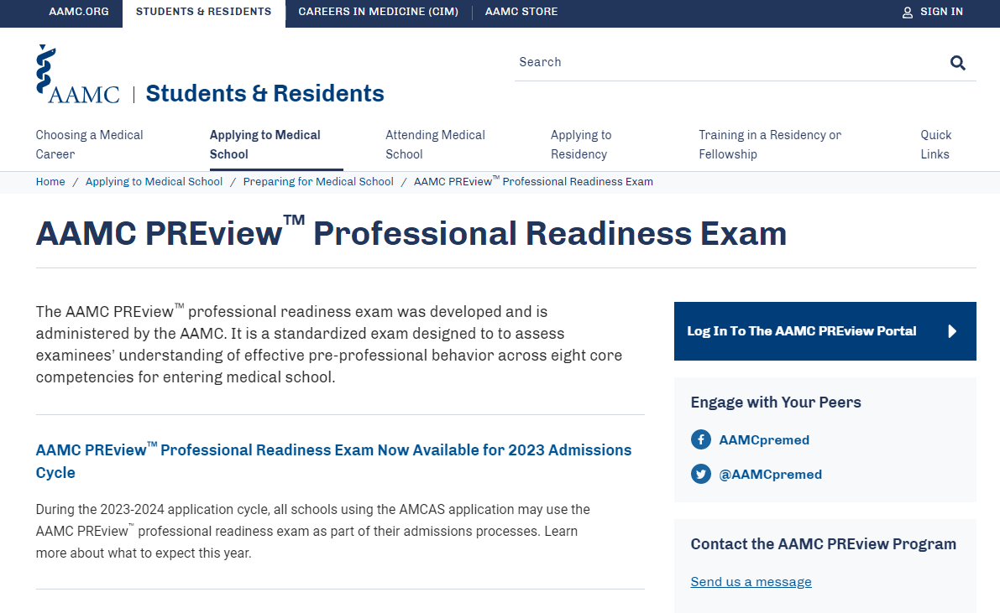 AAMC.ORG
STUDENTS & RESIDENTS
CAREERS IN MEDICINE (CIM)
AAMC STORE
SIGN IN
AAMC | Students & Residents
Search
Choosing a Medical
Career
Applying to Medical
School
Attending Medical
School
Applying to
Residency
Training in a Residency or
Fellowship
Quick
Links
Home / Applying to Medical School / Preparing for Medical School / AAMC PREview™ Professional Readiness Exam
AAMC PREview™ Professional Readiness Exam
The AAMC PREview™ professional readiness exam was developed and is
administered by the AAMC. It is a standardized exam designed to to assess
examinees’ understanding of effective pre-professional behavior across eight core
competencies for entering medical school.
AAMC PREview™ Professional Readiness Exam Now Available for 2023 Admissions
Cycle
During the 2023-2024 application cycle, all schools using the AMCAS application may use the
AAMC PREview™ professional readiness exam as part of their admissions processes. Learn
more about what to expect this year.
Log In To The AAMC PREview Portal
Engage with Your Peers
AAMCpremed
@AAMCpremed
Contact the AAMC PREview Program
Send us a message